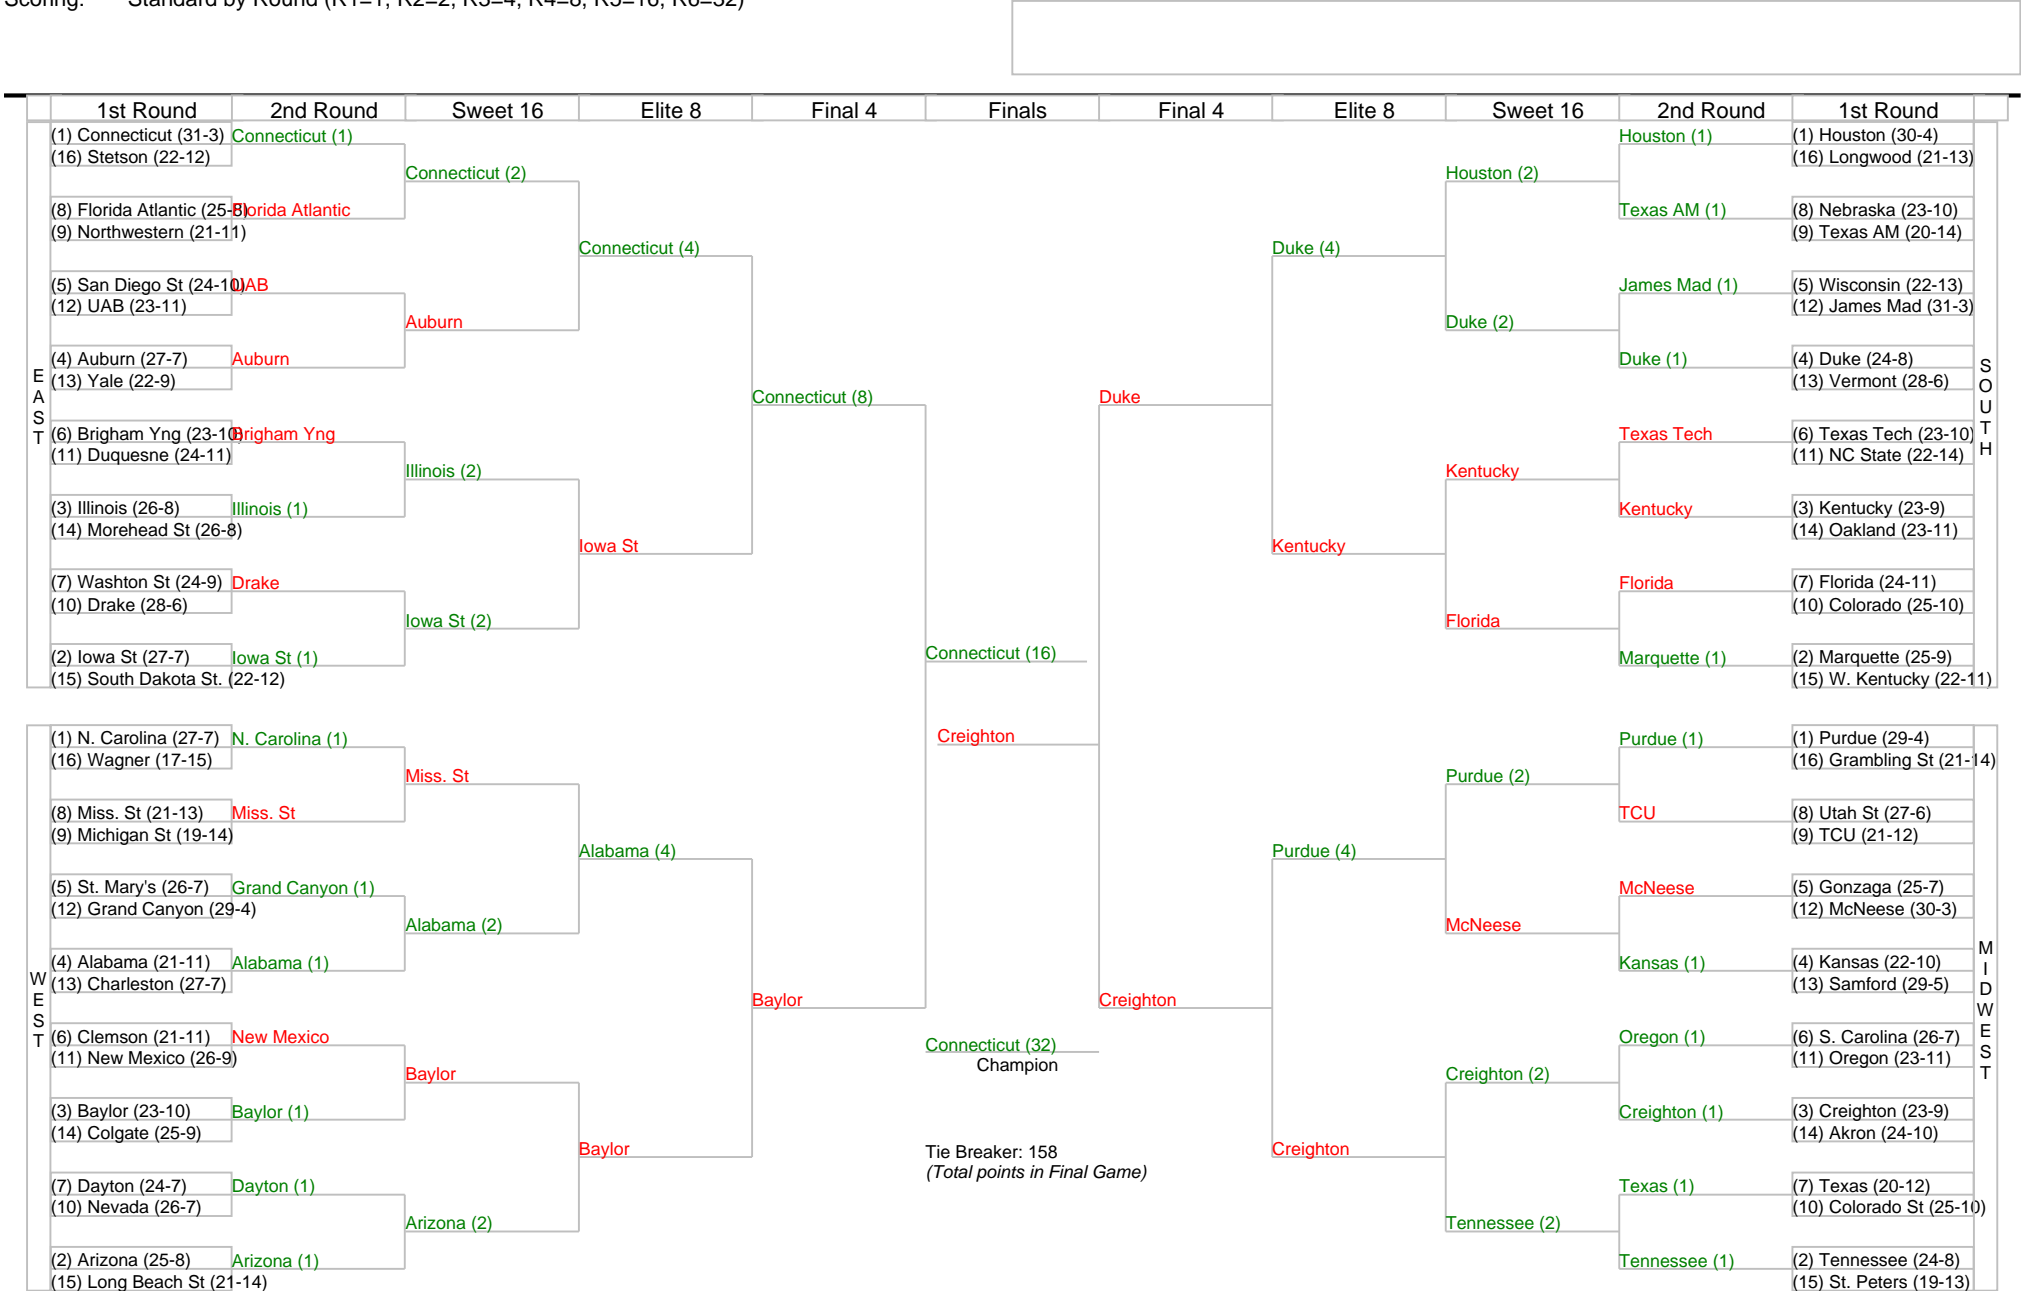 Scoring: Standard by Round (R1=1, R2=2, R3=4, R4=8, R5=16, R6=32)
1st Round 2nd Round Sweet 16 Elite 8 Final 4 Finals Final 4 Elite 8 Sweet 16 2nd Round 1st Round
EAST
(1) Connecticut (31-3)
(16) Stetson (22-12)
(8) Florida Atlantic (25-8)
(9) Northwestern (21-11)
(5) San Diego St (24-10)
(12) UAB (23-11)
(4) Auburn (27-7)
(13) Yale (22-9)
(6) Brigham Yng (23-10)
(11) Duquesne (24-11)
(3) Illinois (26-8)
(14) Morehead St (26-8)
(7) Washton St (24-9)
(10) Drake (28-6)
(2) Iowa St (27-7)
(15) South Dakota St. (22-12)
Connecticut (1)
Florida Atlantic
UAB
Auburn
Brigham Yng
Illinois (1)
Drake
Iowa St (1)
Connecticut (2)
Auburn
Illinois (2)
Iowa St (2)
Connecticut (4)
Iowa St
Connecticut (8)
WEST
(1) N. Carolina (27-7)
(16) Wagner (17-15)
(8) Miss. St (21-13)
(9) Michigan St (19-14)
(5) St. Mary's (26-7)
(12) Grand Canyon (29-4)
(4) Alabama (21-11)
(13) Charleston (27-7)
(6) Clemson (21-11)
(11) New Mexico (26-9)
(3) Baylor (23-10)
(14) Colgate (25-9)
(7) Dayton (24-7)
(10) Nevada (26-7)
(2) Arizona (25-8)
(15) Long Beach St (21-14)
N. Carolina (1)
Miss. St
Grand Canyon (1)
Alabama (1)
New Mexico
Baylor (1)
Dayton (1)
Arizona (1)
Miss. St
Alabama (2)
Baylor
Arizona (2)
Alabama (4)
Baylor
Baylor
Connecticut (16)
Creighton
Connecticut (32)
Champion
Tie Breaker: 158
(Total points in Final Game)
Duke
Duke (4)
Kentucky
Houston (2)
Duke (2)
Kentucky
Florida
Houston (1)
Texas AM (1)
James Mad (1)
Duke (1)
Texas Tech
Kentucky
Florida
Marquette (1)
(1) Houston (30-4)
(16) Longwood (21-13)
(8) Nebraska (23-10)
(9) Texas AM (20-14)
(5) Wisconsin (22-13)
(12) James Mad (31-3)
(4) Duke (24-8)
(13) Vermont (28-6)
(6) Texas Tech (23-10)
(11) NC State (22-14)
(3) Kentucky (23-9)
(14) Oakland (23-11)
(7) Florida (24-11)
(10) Colorado (25-10)
(2) Marquette (25-9)
(15) W. Kentucky (22-11)
SOUTH
Creighton
Purdue (4)
Creighton
Purdue (2)
McNeese
Creighton (2)
Tennessee (2)
Purdue (1)
TCU
McNeese
Kansas (1)
Oregon (1)
Creighton (1)
Texas (1)
Tennessee (1)
(1) Purdue (29-4)
(16) Grambling St (21-14)
(8) Utah St (27-6)
(9) TCU (21-12)
(5) Gonzaga (25-7)
(12) McNeese (30-3)
(4) Kansas (22-10)
(13) Samford (29-5)
(6) S. Carolina (26-7)
(11) Oregon (23-11)
(3) Creighton (23-9)
(14) Akron (24-10)
(7) Texas (20-12)
(10) Colorado St (25-10)
(2) Tennessee (24-8)
(15) St. Peters (19-13)
MIDWEST